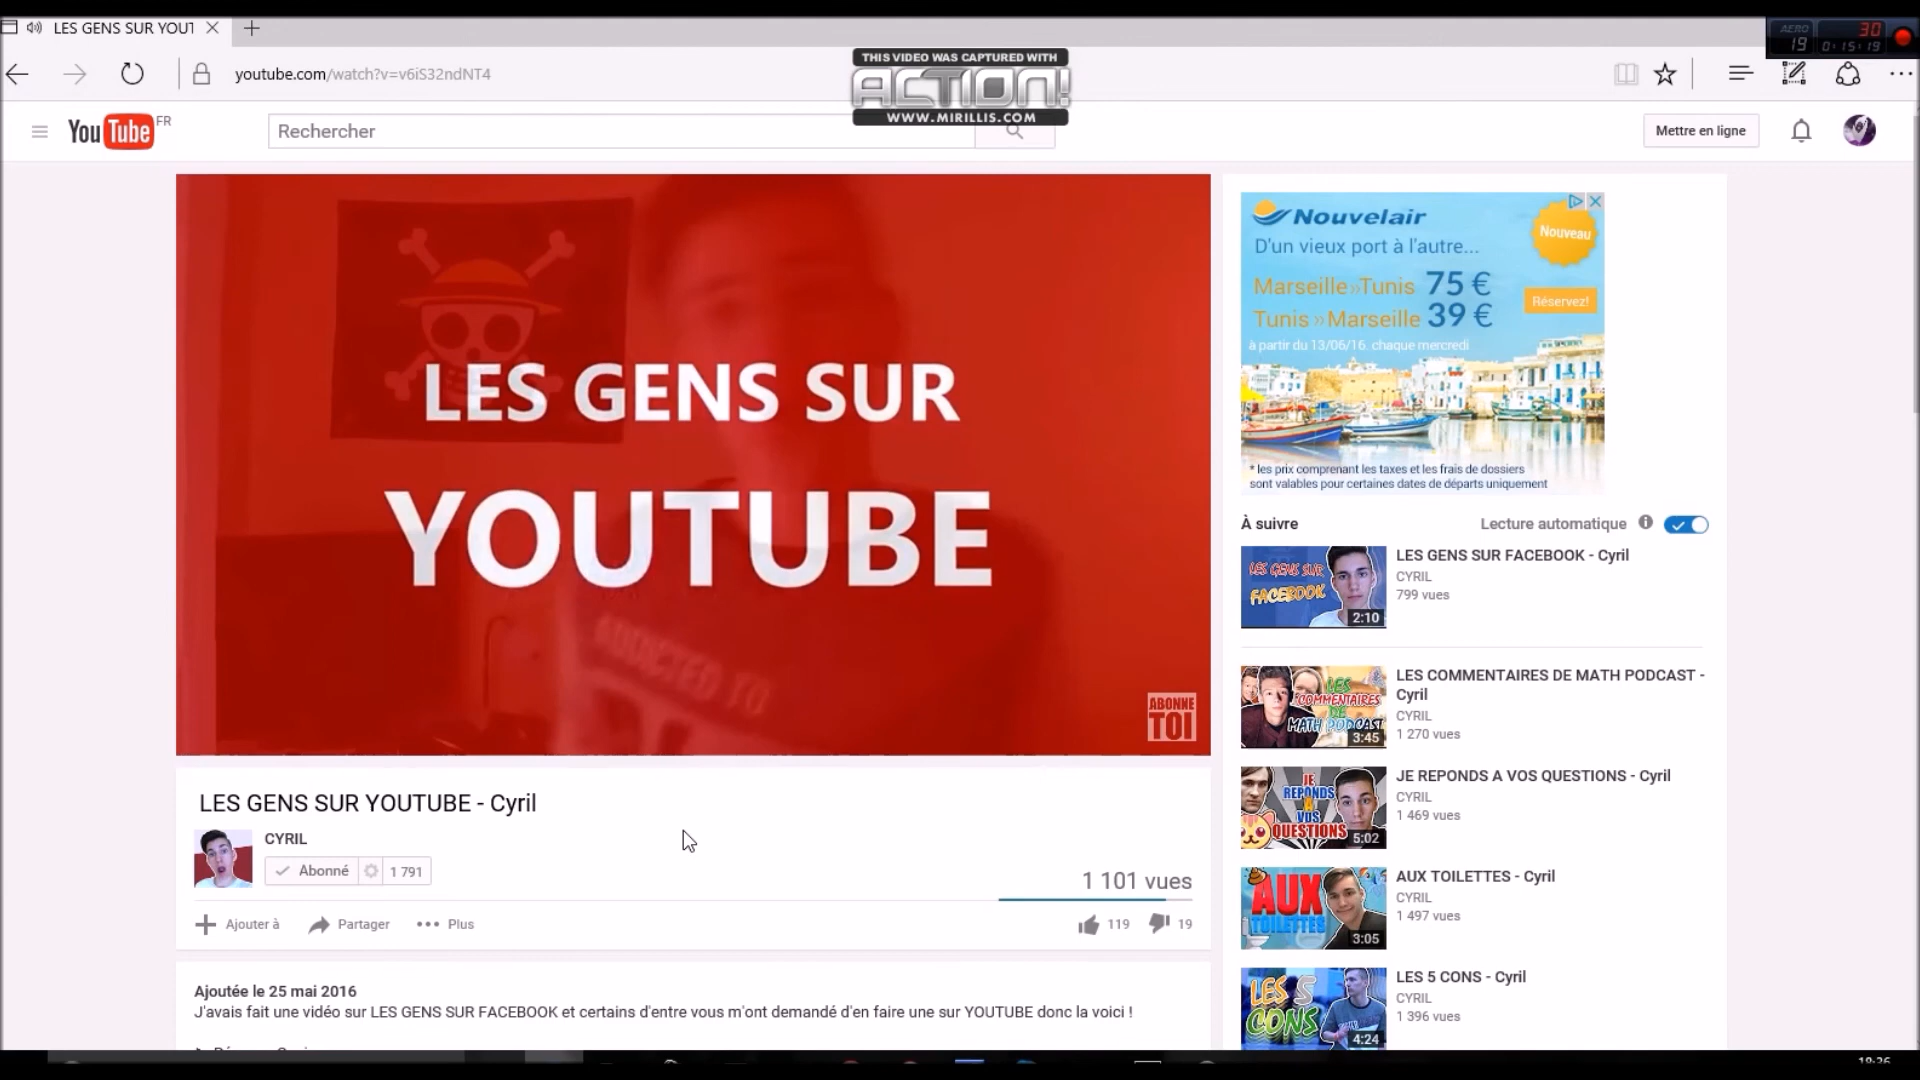 LES GENS SUR YOUT
AERO
19
30
0:15:19
youtube.com/watch?v=v6iS32ndNT4
THIS VIDEO WAS CAPTURED WITH
ACTION!
WWW.MIRILLIS.COM
YouTube FR
Rechercher
Mettre en ligne
LES GENS SUR
YOUTUBE
ADDICTED TO
ABONNE
TOI
LES GENS SUR YOUTUBE - Cyril
CYRIL
Abonné 1 791
1 101 vues
Ajouter à Partager Plus
119 19
Ajoutée le 25 mai 2016
J'avais fait une vidéo sur LES GENS SUR FACEBOOK et certains d'entre vous m'ont demandé d'en faire une sur YOUTUBE donc la voici !
Nouvelair
D'un vieux port à l'autre...
Nouveau
Marseille»Tunis 75 €
Réservez!
Tunis»Marseille 39 €
à partir du 13/06/16. chaque mercredi
* les prix comprenant les taxes et les frais de dossiers
sont valables pour certaines dates de départs uniquement
À suivre
Lecture automatique
LES GENS SUR
FACEBOOK
2:10
LES GENS SUR FACEBOOK - Cyril
CYRIL
799 vues
LES
COMMENTAIRES
DE
MATH PODCAST
3:45
LES COMMENTAIRES DE MATH PODCAST -
Cyril
CYRIL
1 270 vues
JE
REPONDS
A
VOS
QUESTIONS
5:02
JE REPONDS A VOS QUESTIONS - Cyril
CYRIL
1 469 vues
AUX
TOILETTES
3:05
AUX TOILETTES - Cyril
CYRIL
1 497 vues
LES 5
CONS
4:24
LES 5 CONS - Cyril
CYRIL
1 396 vues